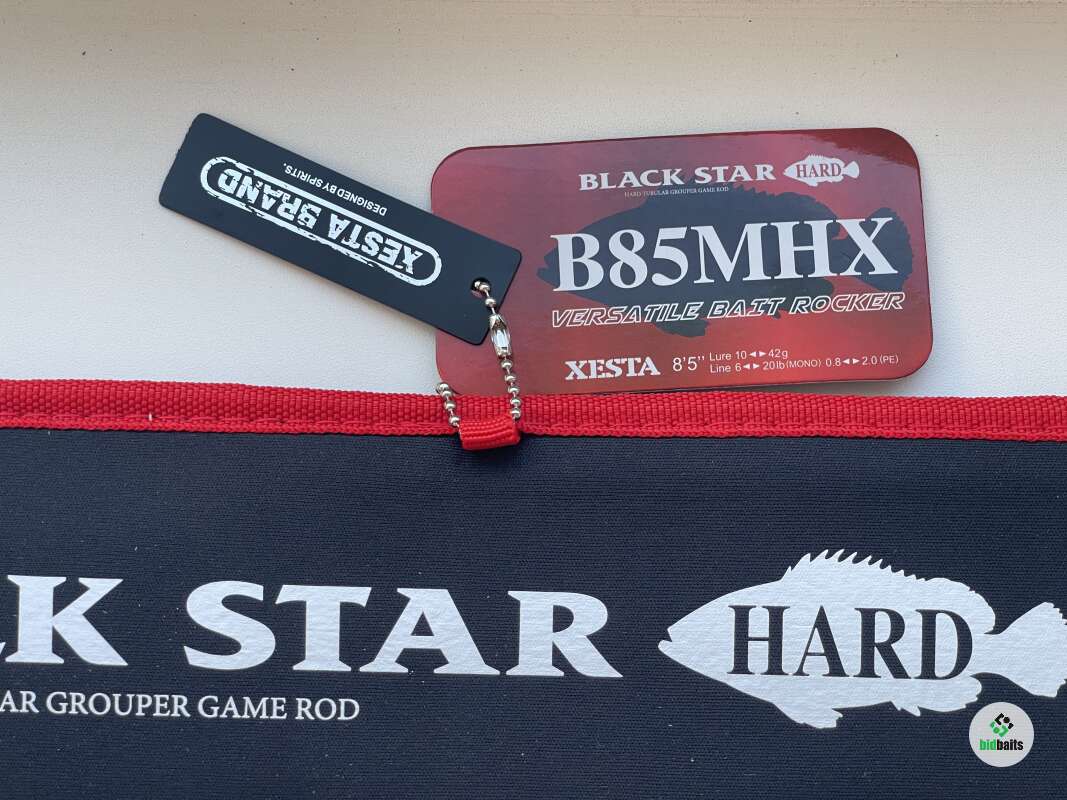 XESTA BRAND
DESIGNED BY SPIRITS.
BLACK STAR HARD
HARD TUBULAR GROUPER GAME ROD
B85MHX
VERSATILE BAIT ROCKER
XESTA 8'5" Lure 10◄►42g
Line 6◄►20lb(MONO) 0.8◄►2.0(PE)
CK STAR HARD
AR GROUPER GAME ROD
bidbaits